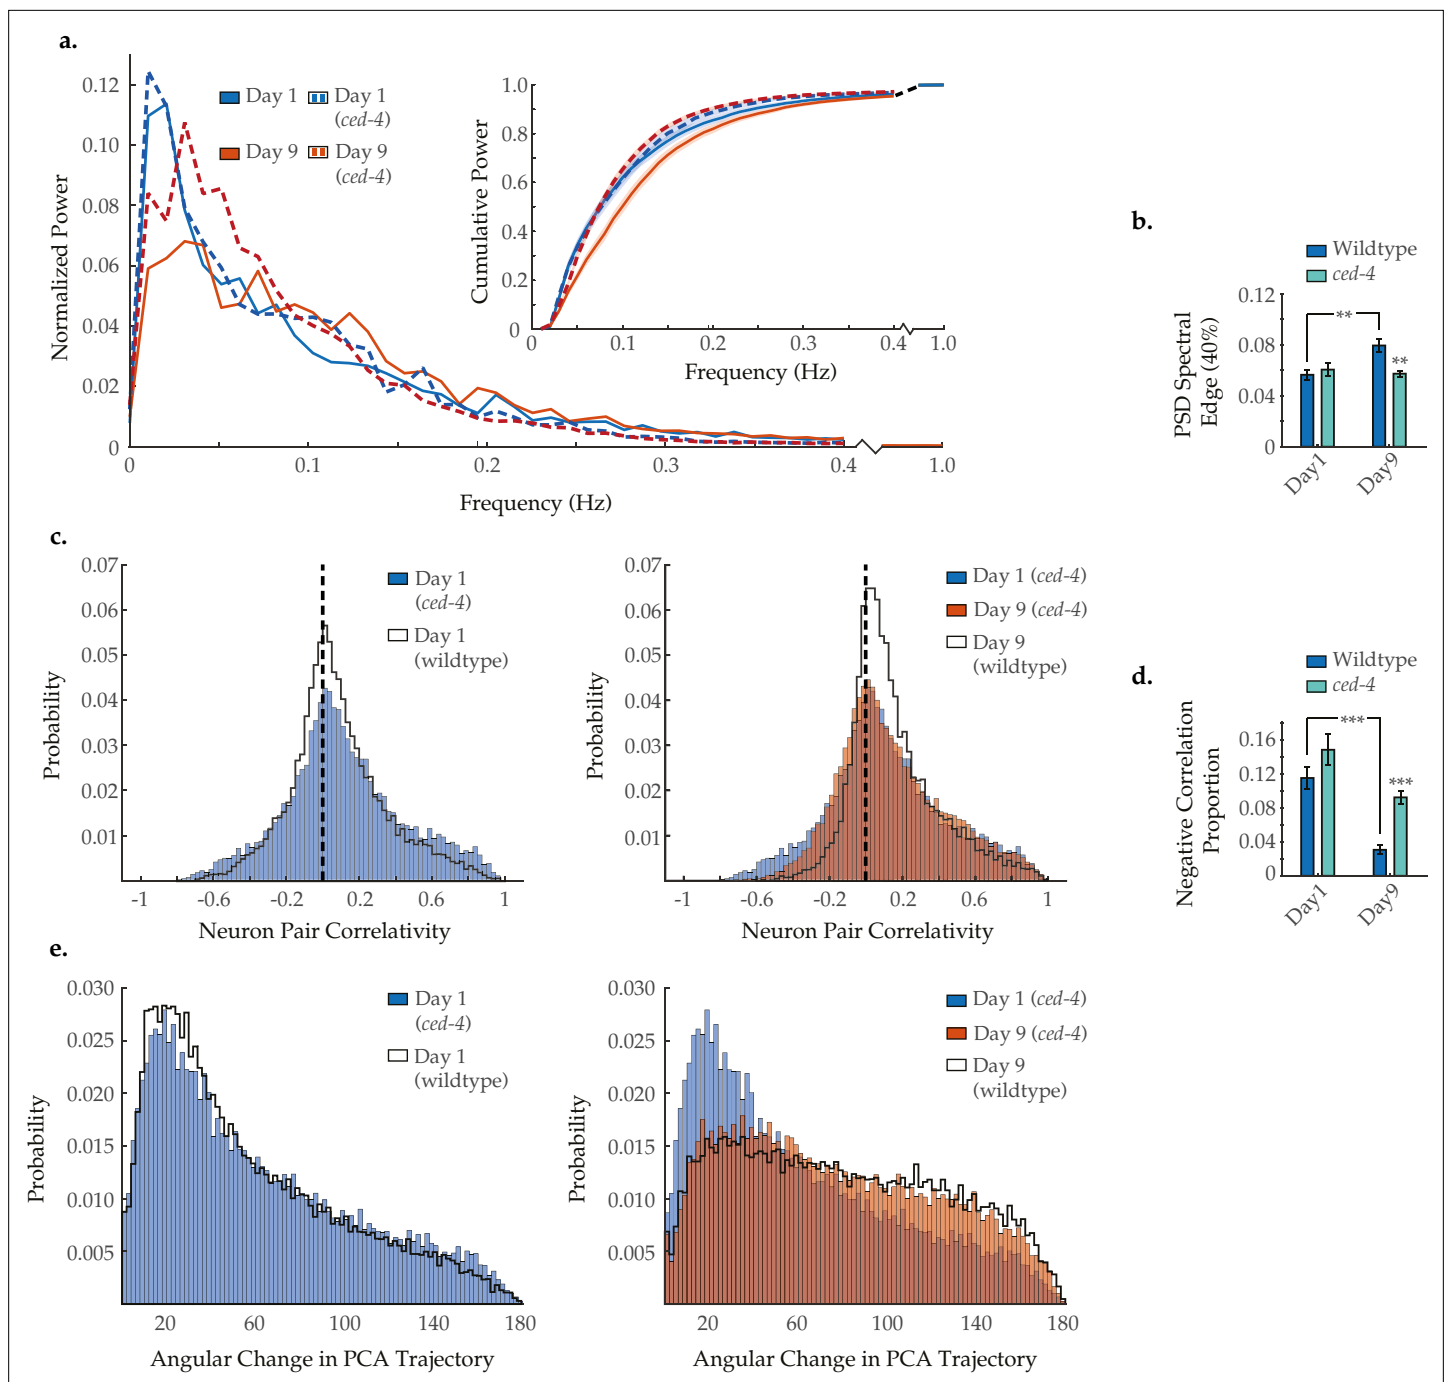 a.
0.12
0.10
0.08
0.06
0.04
0.02
0
Normalized Power
Day 1
Day 1
(ced-4)
Day 9
Day 9
(ced-4)
0
0.1
0.2
0.3
0.4
1.0
Frequency (Hz)
1.0
0.8
0.6
0.4
0.2
0
Cumulative Power
0.1
0.2
0.3
0.4
1.0
Frequency (Hz)
b.
Wildtype
ced-4
0.12
0.08
0.04
0
PSD Spectral
Edge (40%)
**
**
Day1
Day9
c.
0.07
0.06
0.05
0.04
0.03
0.02
0.01
Probability
Day 1
(ced-4)
Day 1
(wildtype)
-1
-0.6
-0.2
0.2
0.6
1
Neuron Pair Correlativity
0.07
0.06
0.05
0.04
0.03
0.02
0.01
Probability
Day 1 (ced-4)
Day 9 (ced-4)
Day 9
(wildtype)
-1
-0.6
-0.2
0.2
0.6
1
Neuron Pair Correlativity
d.
Wildtype
ced-4
0.16
0.12
0.08
0.04
0
Negative Correlation
Proportion
***
***
Day1
Day9
e.
0.030
0.025
0.020
0.015
0.010
0.005
Probability
Day 1
(ced-4)
Day 1
(wildtype)
20
60
100
140
180
Angular Change in PCA Trajectory
0.030
0.025
0.020
0.015
0.010
0.005
Probability
Day 1 (ced-4)
Day 9 (ced-4)
Day 9
(wildtype)
20
60
100
140
180
Angular Change in PCA Trajectory